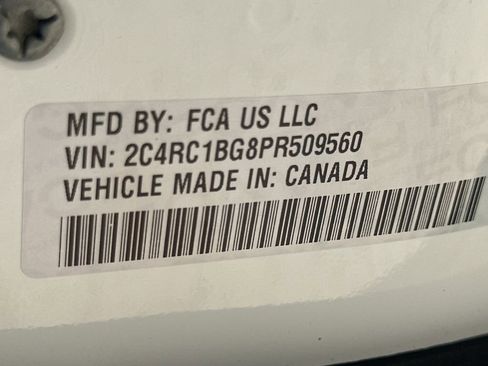 MFD BY: FCA US LLC
VIN: 2C4RC1BG8PR509560
VEHICLE MADE IN: CANADA